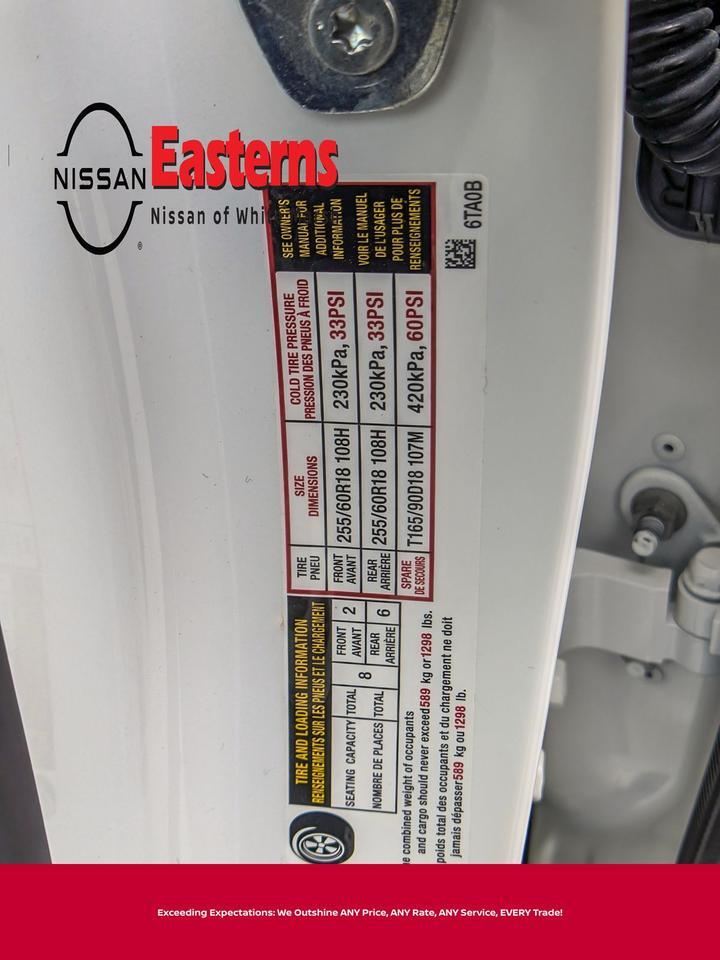 NISSAN
®
Easterns
Nissan of Whi
TIRE AND LOADING INFORMATION
RENSEIGNEMENTS SUR LES PNEUS ET LE CHARGEMENT
SEATING CAPACITY TOTAL 8 FRONT AVANT 2
NOMBRE DE PLACES TOTAL REAR ARRIÈRE 6
combined weight of occupants
and cargo should never exceed 589 kg or 1298 lbs.
poids total des occupants et du chargement ne doit
jamais dépasser 589 kg ou 1298 lb.
TIRE PNEU
SIZE DIMENSIONS
COLD TIRE PRESSURE
PRESSION DES PNEUS À FROID
FRONT AVANT 255/60R18 108H 230kPa, 33PSI
REAR ARRIÈRE 255/60R18 108H 230kPa, 33PSI
SPARE DE SECOURS T165/90D18 107M 420kPa, 60PSI
SEE OWNER'S
MANUAL FOR
ADDITIONAL
INFORMATION
VOIR LE MANUEL
DE L'USAGER
POUR PLUS DE
RENSEIGNEMENTS
6TA0B
Exceeding Expectations: We Outshine ANY Price, ANY Rate, ANY Service, EVERY Trade!